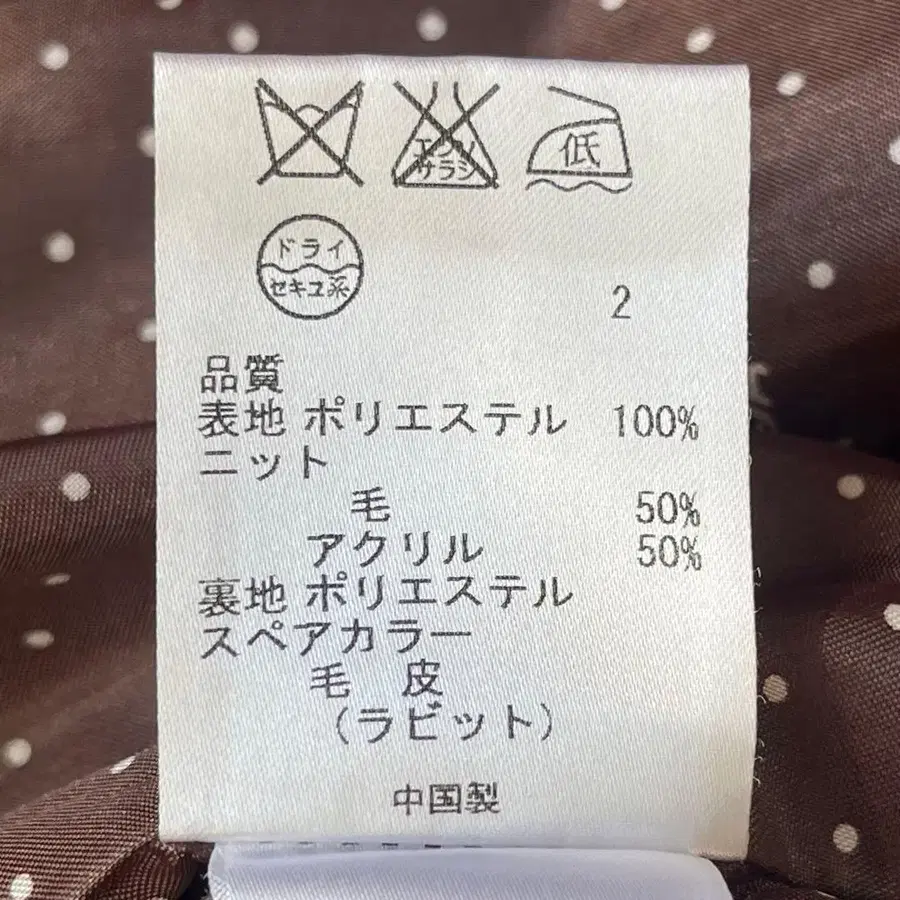 エンソ
サラシ
低
ドライ
セキユ系
2
品質
表地 ポリエステル 100%
ニット
毛 50%
アクリル 50%
裏地 ポリエステル
スペアカラー
毛 皮
(ラビット)
中国製